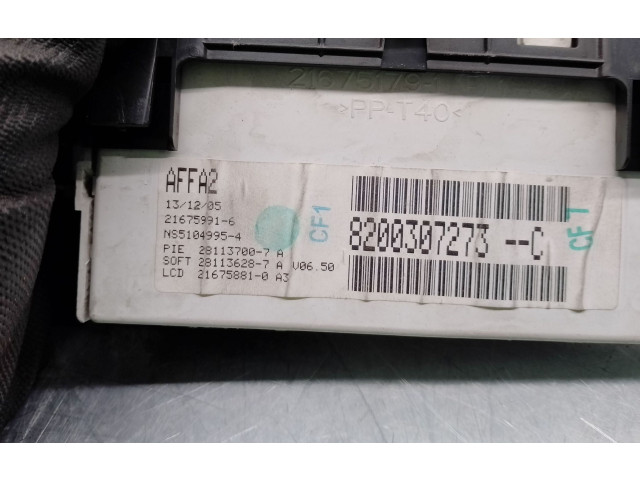 >PP-T40<
AFFA2
13/12/05
21675991-6
NS5104995-4
PIE 28113700-7 A
SOFT 28113628-7 A V06.50
LCD 21675881-0 A3
CF1
8200307273 --C
CF1